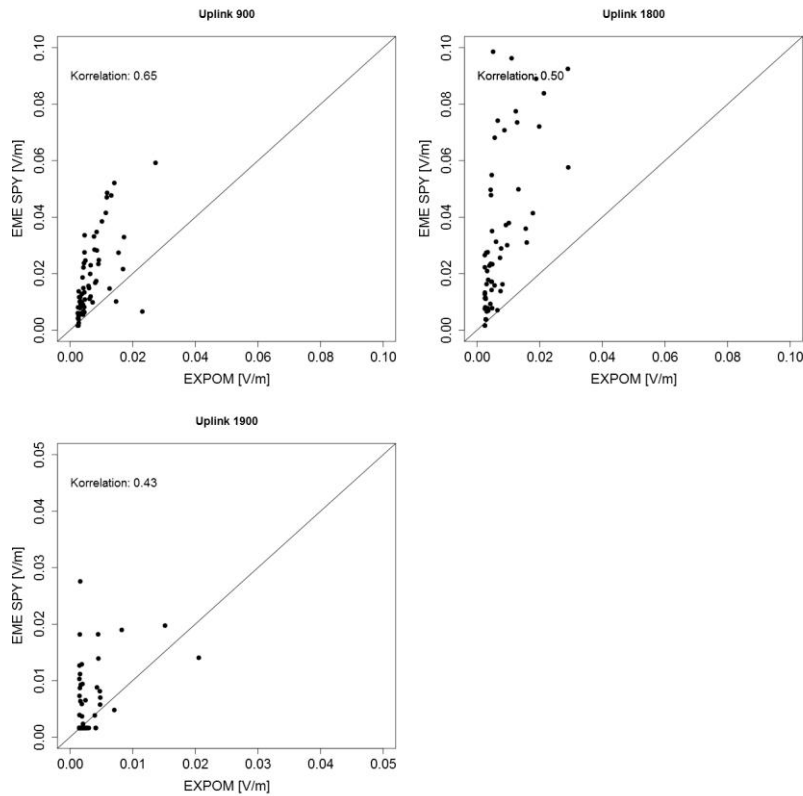 Uplink 900
Korrelation: 0.65
0.10
0.08
0.06
0.04
0.02
0.00
EME SPY [V/m]
0.00 0.02 0.04 0.06 0.08 0.10
EXPOM [V/m]
Uplink 1800
Korrelation: 0.50
0.10
0.08
0.06
0.04
0.02
0.00
EME SPY [V/m]
0.00 0.02 0.04 0.06 0.08 0.10
EXPOM [V/m]
Uplink 1900
Korrelation: 0.43
0.05
0.04
0.03
0.02
0.01
0.00
EME SPY [V/m]
0.00 0.01 0.02 0.03 0.04 0.05
EXPOM [V/m]